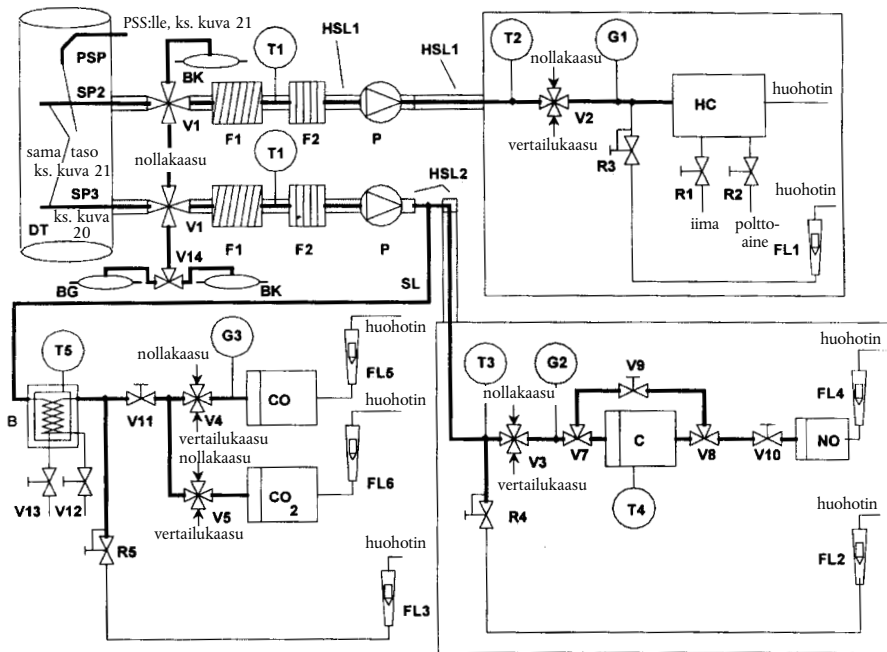 PSS:lle, ks. kuva 21
PSP
SP2
BK
T1
HSL1
HSL1
V1
F1
F2
P
sama taso
ks. kuva 21
nollakaasu
T1
SP3
ks. kuva
20
DT
V1
F1
F2
P
HSL2
V14
BG
BK
SL
T2
nollakaasu
G1
V2
vertailukaasu
HC
huohotin
R3
R1
R2
iima
poltto-
aine
huohotin
FL1
T5
B
V13
V12
V11
nollakaasu
G3
V4
vertailukaasu
nollakaasu
CO
huohotin
FL5
huohotin
V5
vertailukaasu
CO2
FL6
R5
huohotin
FL3
T3
nollakaasu
G2
V9
V3
vertailukaasu
V7
C
V8
V10
NO
huohotin
FL4
T4
R4
huohotin
FL2